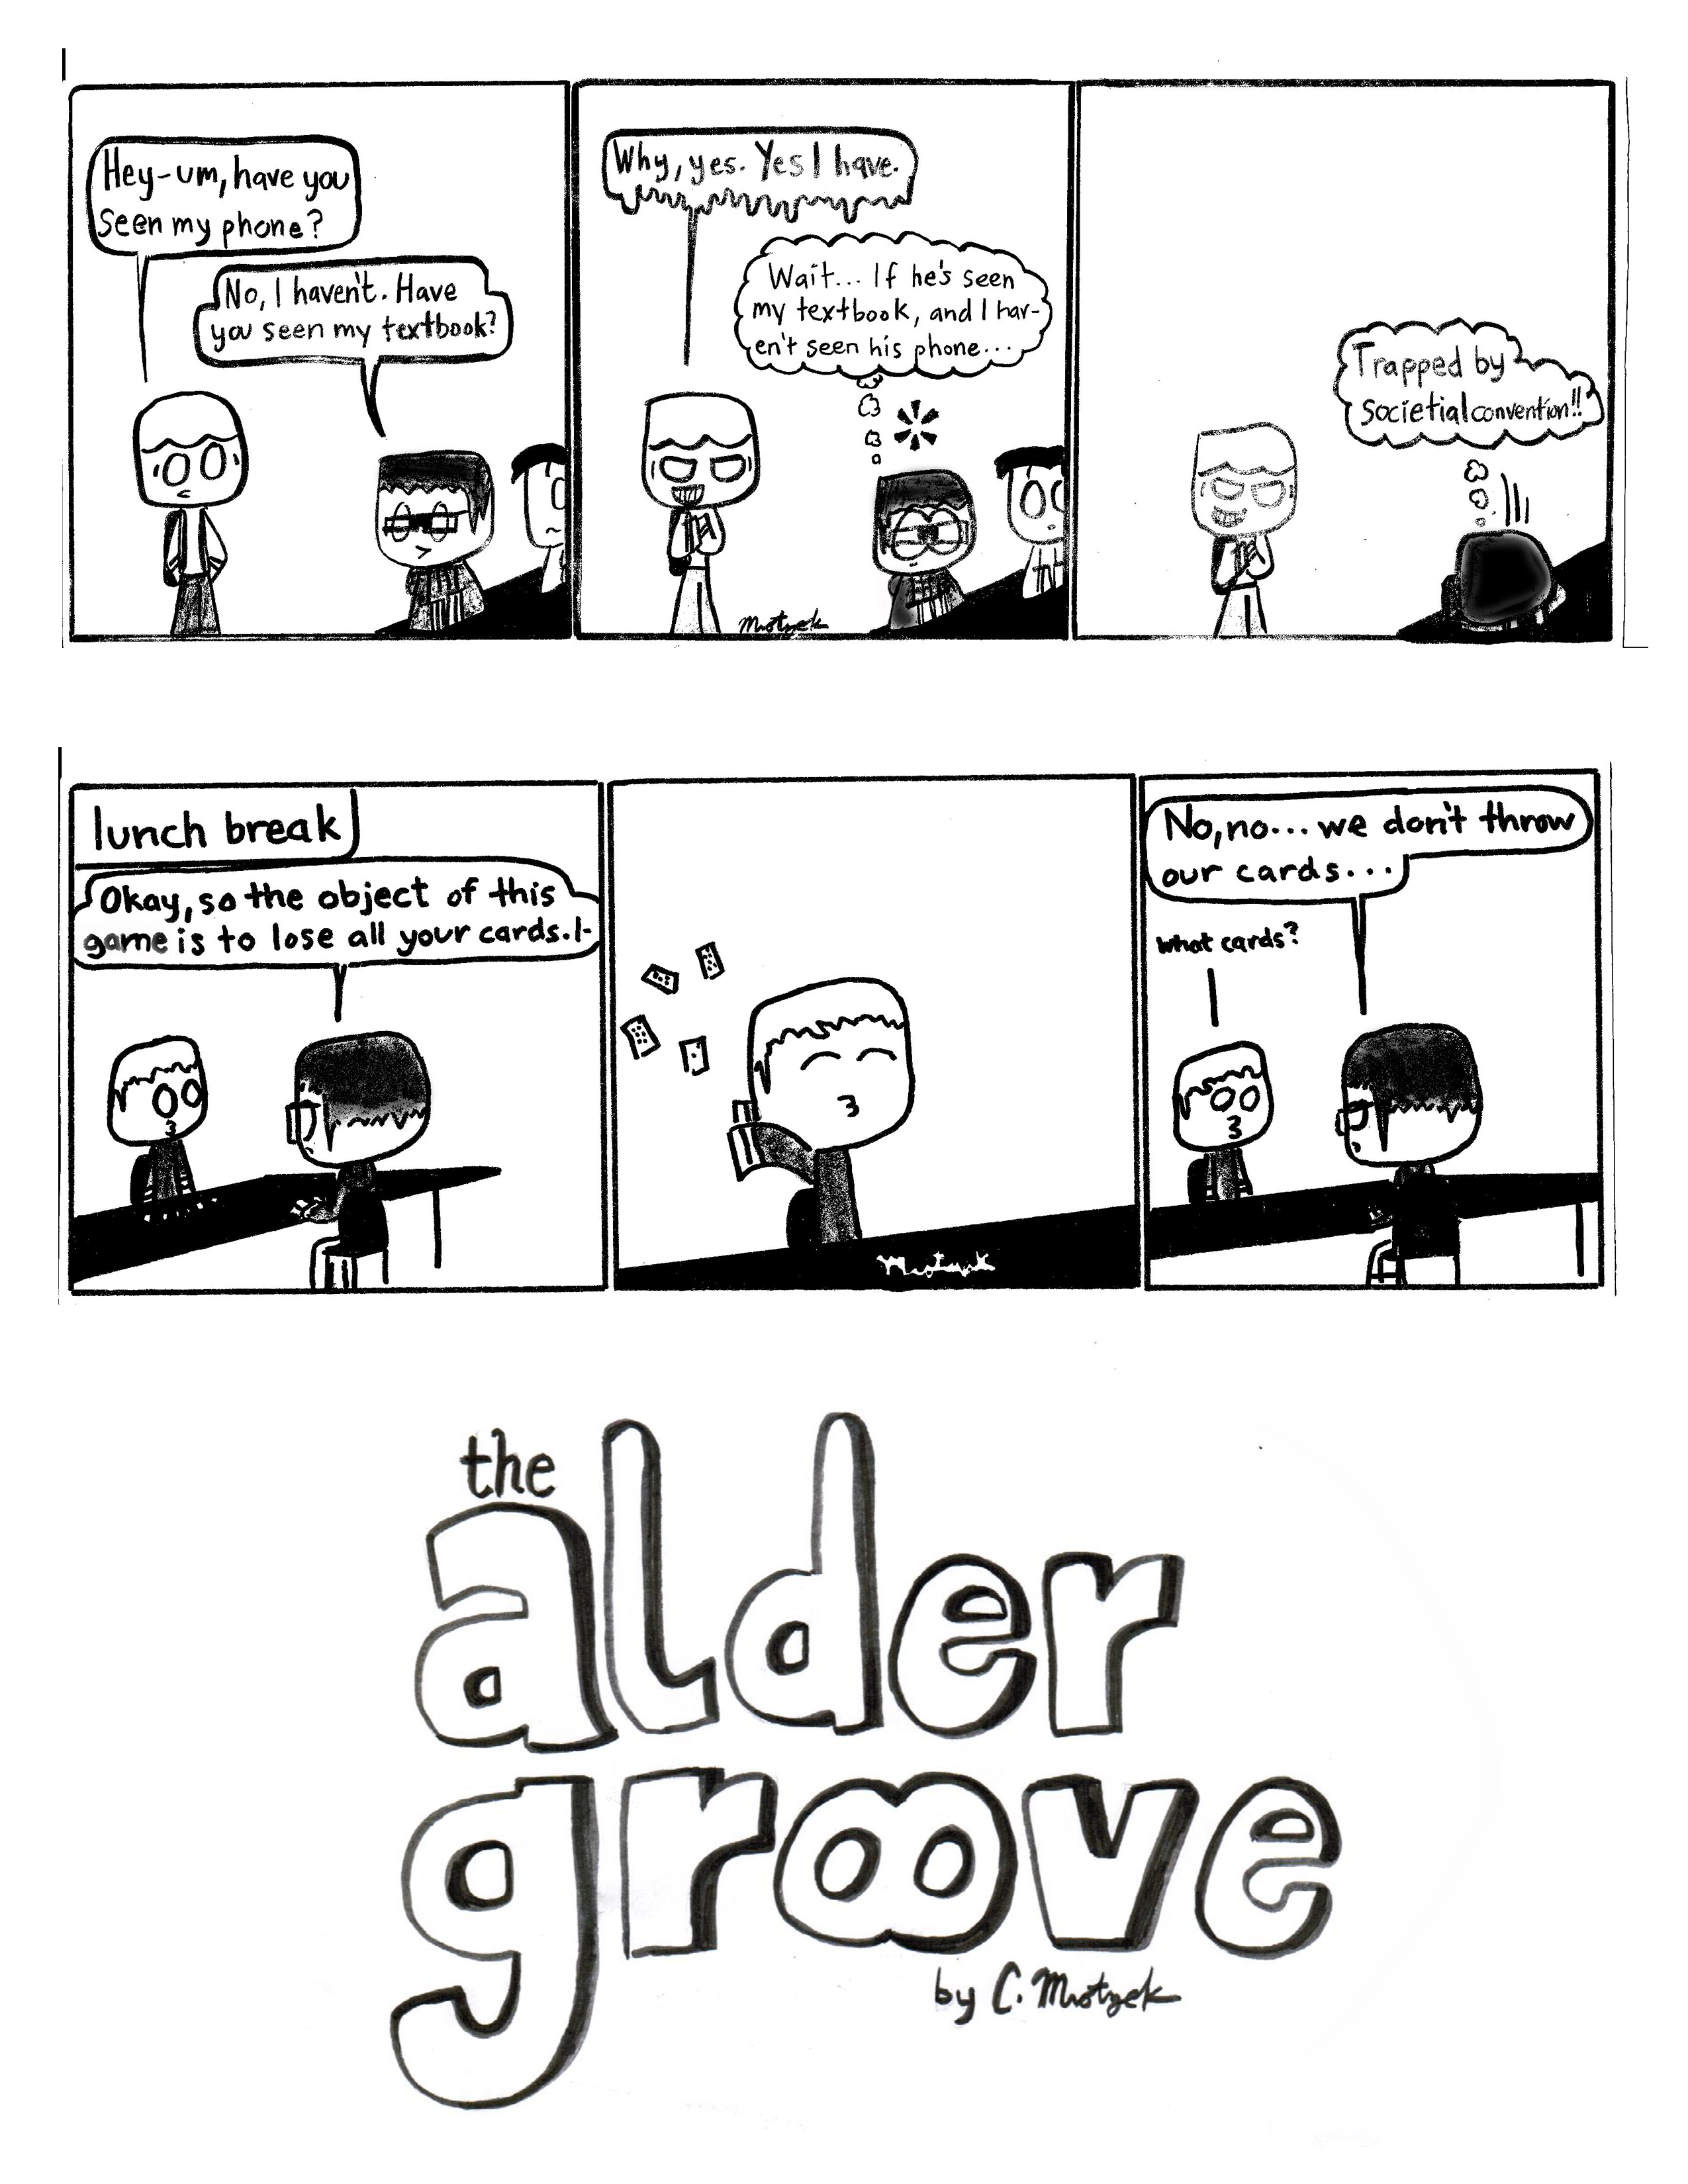 Hey-um, have you
seen my phone?
No, I haven't. Have
you seen my textbook?
Why, yes. Yes I have.
Wait... If he's seen
my textbook, and I hav-
en't seen his phone...
Trapped by
societial convention!!
Mrotzek
lunch break
Okay, so the object of this
game is to lose all your cards. I-
Mrotzek
No, no... we don't throw
our cards...
What cards?
the
alder
groove
by C. Mrotzek